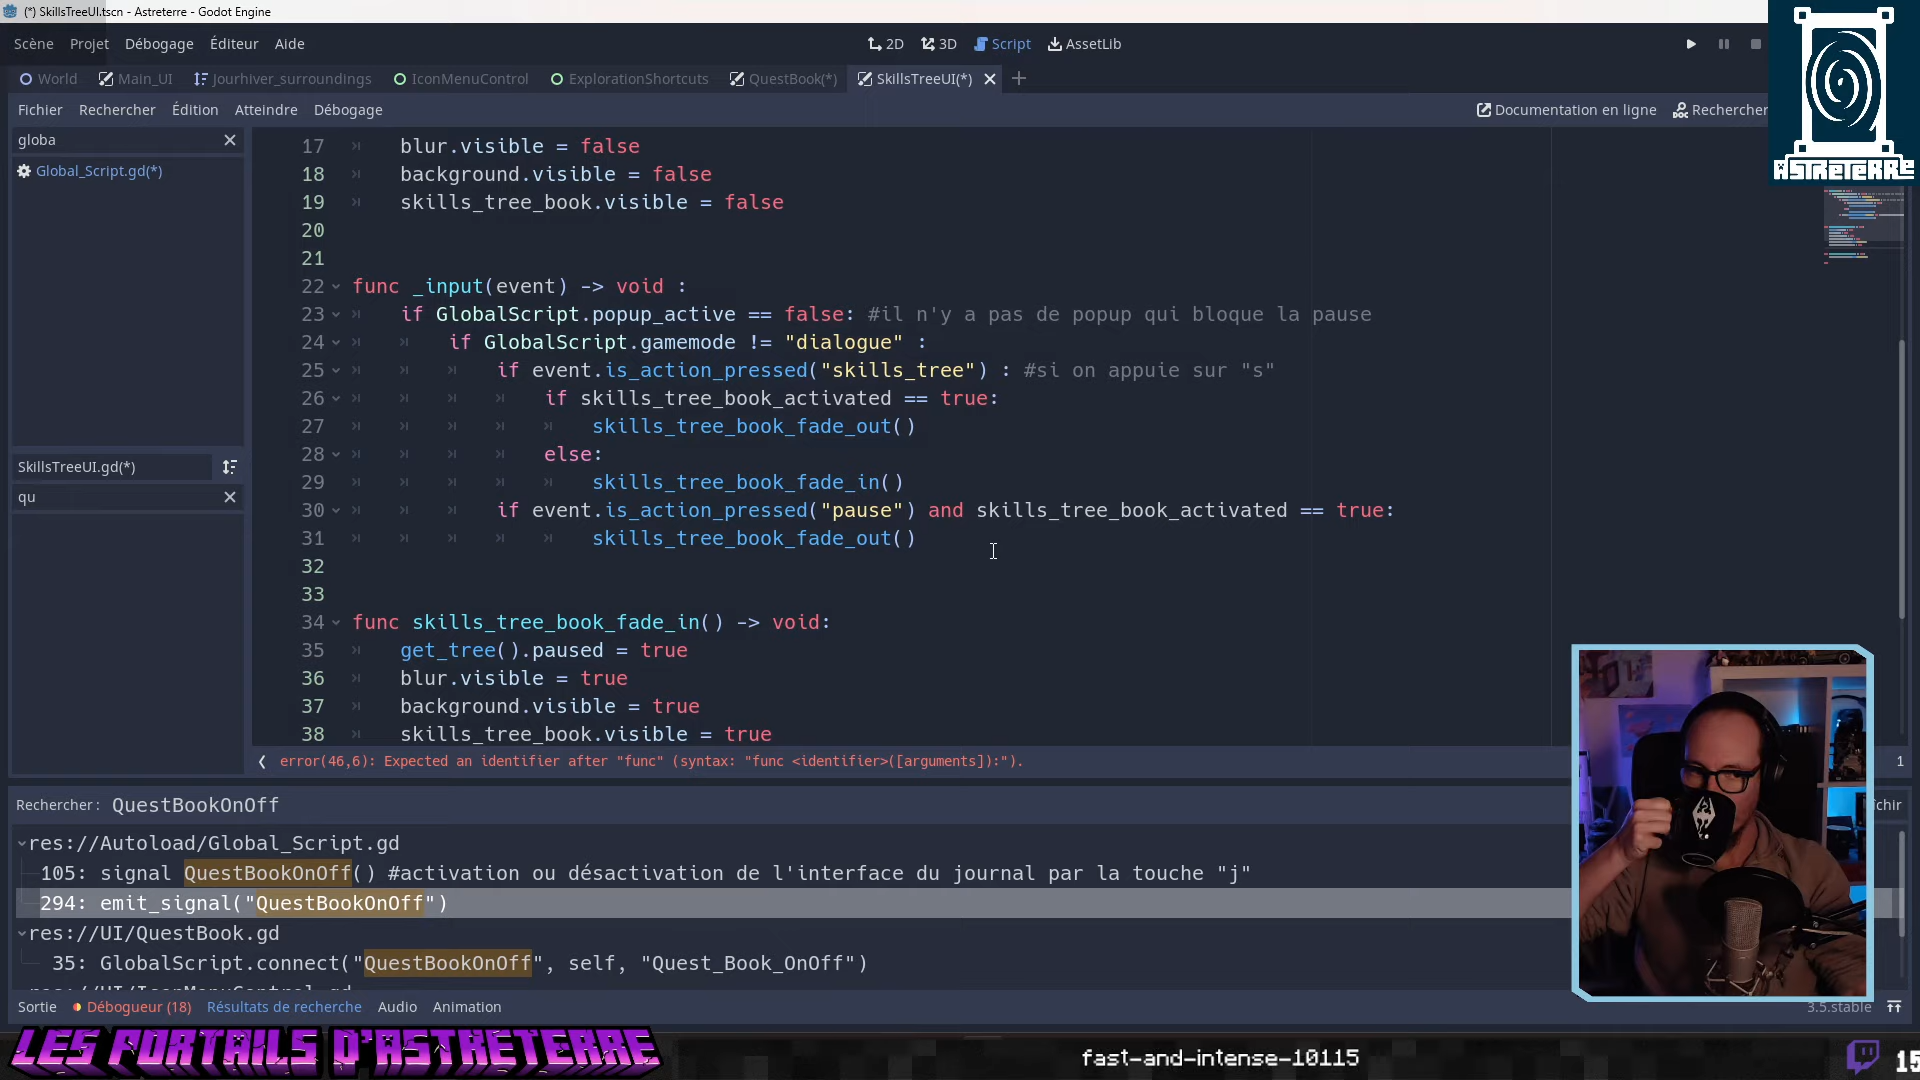 (*) SkillsTreeUI.tscn - Astreterre - Godot Engine
Scène Projet Débogage Éditeur Aide
2D 3D Script AssetLib
World Main_UI Jourhiver_surroundings IconMenuControl ExplorationShortcuts QuestBook(*) SkillsTreeUI(*)
Fichier Rechercher Édition Atteindre Débogage
Documentation en ligne Rechercher
ASTRETERRE
globa
Global_Script.gd(*)
SkillsTreeUI.gd(*)
qu
17 blur.visible = false
18 background.visible = false
19 skills_tree_book.visible = false
20
21
22 func _input(event) -> void :
23 if GlobalScript.popup_active == false: #il n'y a pas de popup qui bloque la pause
24 if GlobalScript.gamemode != "dialogue" :
25 if event.is_action_pressed("skills_tree") : #si on appuie sur "s"
26 if skills_tree_book_activated == true:
27 skills_tree_book_fade_out()
28 else:
29 skills_tree_book_fade_in()
30 if event.is_action_pressed("pause") and skills_tree_book_activated == true:
31 skills_tree_book_fade_out()
32
33
34 func skills_tree_book_fade_in() -> void:
35 get_tree().paused = true
36 blur.visible = true
37 background.visible = true
38 skills_tree_book.visible = true
error(46,6): Expected an identifier after "func" (syntax: "func <identifier>([arguments]):").
1
Rechercher: QuestBookOnOff
res://Autoload/Global_Script.gd
105: signal QuestBookOnOff() #activation ou désactivation de l'interface du journal par la touche "j"
294: emit_signal("QuestBookOnOff")
res://UI/QuestBook.gd
35: GlobalScript.connect("QuestBookOnOff", self, "Quest_Book_OnOff")
Sortie Débogueur (18) Résultats de recherche Audio Animation
3.5.stable
LES PORTAILS D'ASTRETERRE
fast-and-intense-10115
15